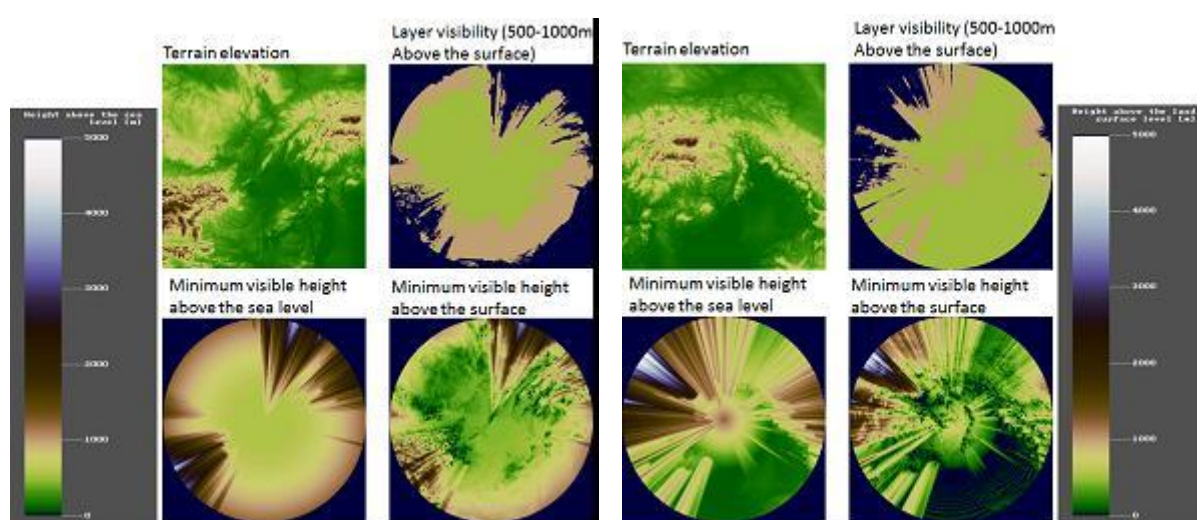 Terrain elevation
Layer visibility (500-1000m
Above the surface)
Height above the sea
level [m]
5000
4000
3000
2000
1000
0
Minimum visible height
above the sea level
Minimum visible height
above the surface
Terrain elevation
Layer visibility (500-1000m
Above the surface)
Minimum visible height
above the sea level
Minimum visible height
above the surface
Height above the land
surface level [m]
5000
4000
3000
2000
1000
0